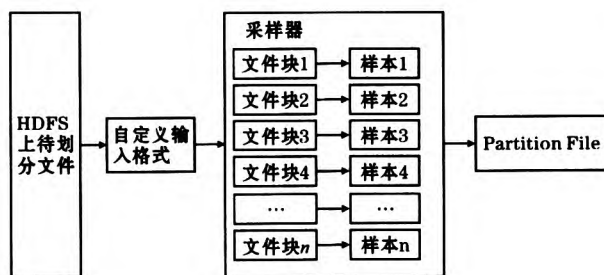 HDFS
上待划
分文件
自定义输
入格式
采样器
文件块1
样本1
文件块2
样本2
文件块3
样本3
文件块4
样本4
…
…
文件块n
样本n
Partition File